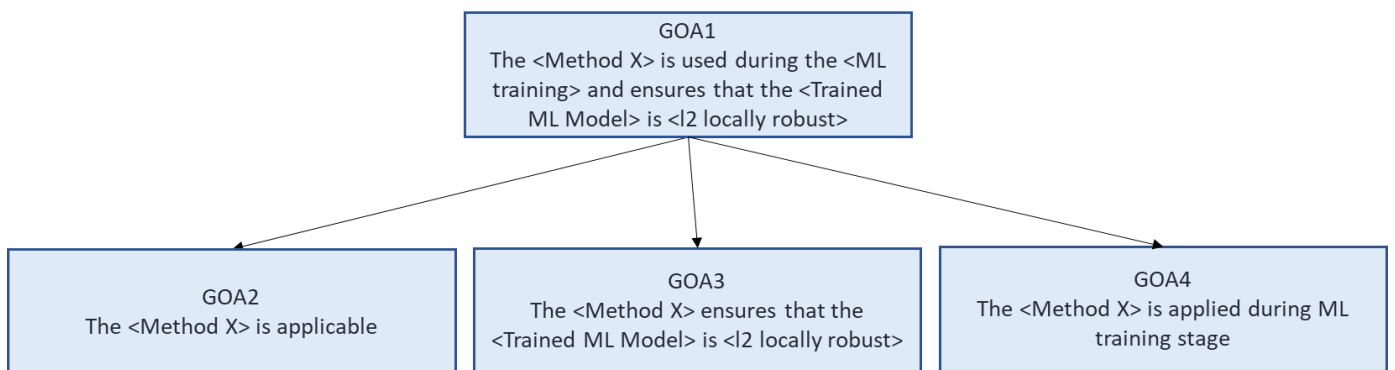 GOA1
The <Method X> is used during the <ML
training> and ensures that the <Trained
ML Model> is <l2 locally robust>
GOA2
The <Method X> is applicable
GOA3
The <Method X> ensures that the
<Trained ML Model> is <l2 locally robust>
GOA4
The <Method X> is applied during ML
training stage